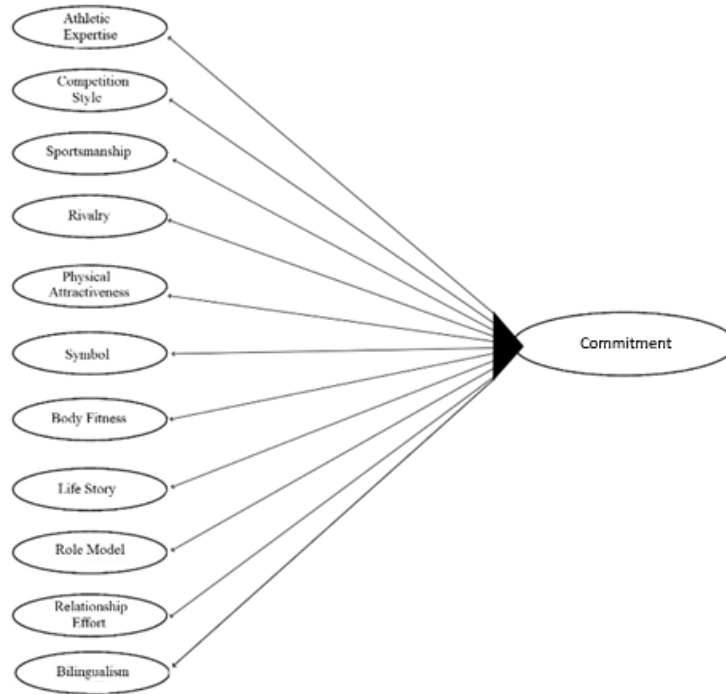 Athletic
Expertise
Competition
Style
Sportsmanship
Rivalry
Physical
Attractiveness
Symbol
Body Fitness
Life Story
Role Model
Relationship
Effort
Bilingualism
Commitment